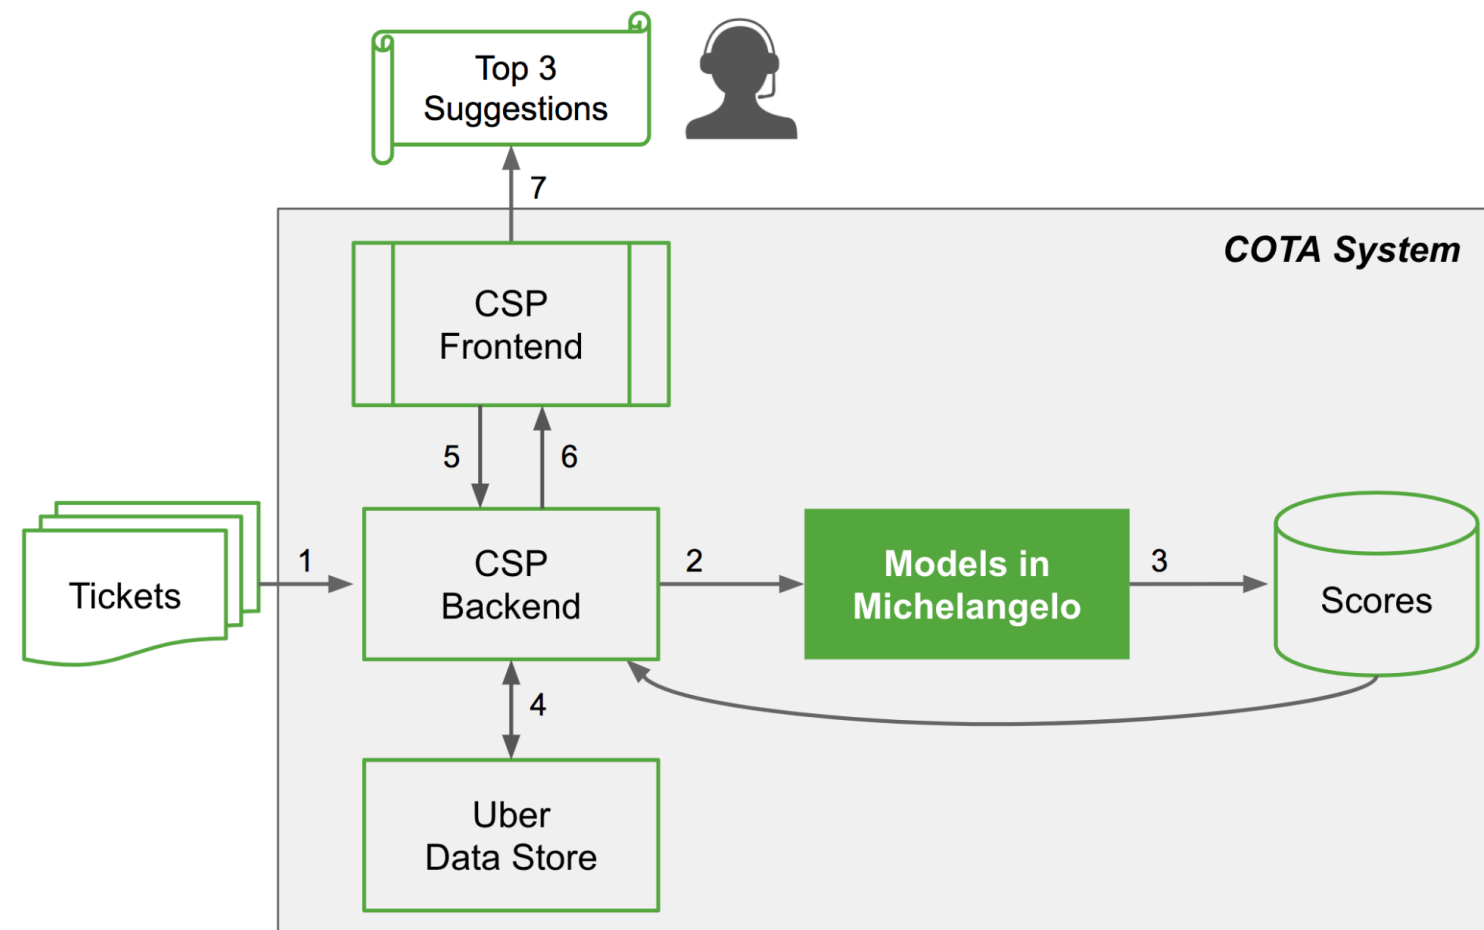 Top 3
Suggestions
7
COTA System
CSP
Frontend
5
6
Tickets
1
CSP
Backend
2
Models in
Michelangelo
3
Scores
4
Uber
Data Store